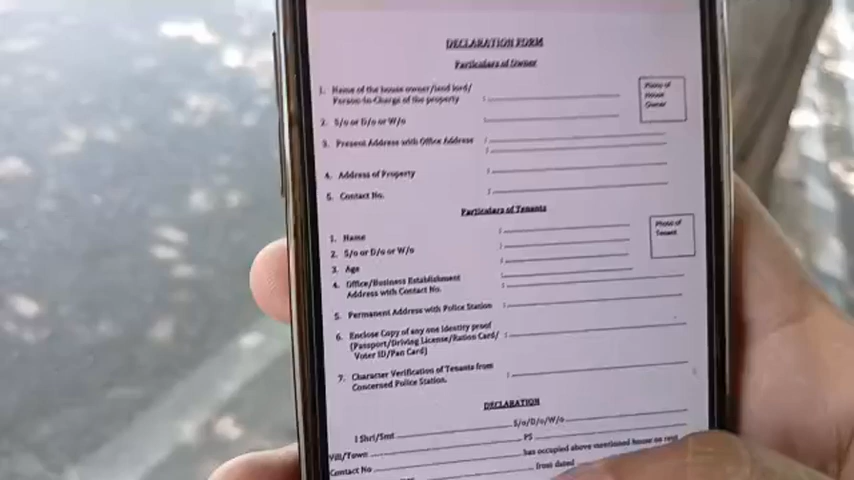 DECLARATION FORM
Particulars of Owner
1. Name of the house owner/land lord/
Person-in-Charge of the property
Photo of
House
Owner
2. S/o or D/o or W/o
3. Present Address with Office Address
4. Address of Property
5. Contact No.
Particulars of Tenants
1. Name
Photo of
Tenant
2. S/o or D/o or W/o
3. Age
4. Office/Business Establishment
Address with Contact No.
5. Permanent Address with Police Station
6. Enclose Copy of any one Identity proof
(Passport/Driving License/Ration Card/
Voter ID/Pan Card)
7. Character Verification of Tenants from
Concerned Police Station.
DECLARATION
I Shri/Smt S/o/D/o/W/o
Vill/Town PS
has occupied above mentioned house on rent
Contact No from dated